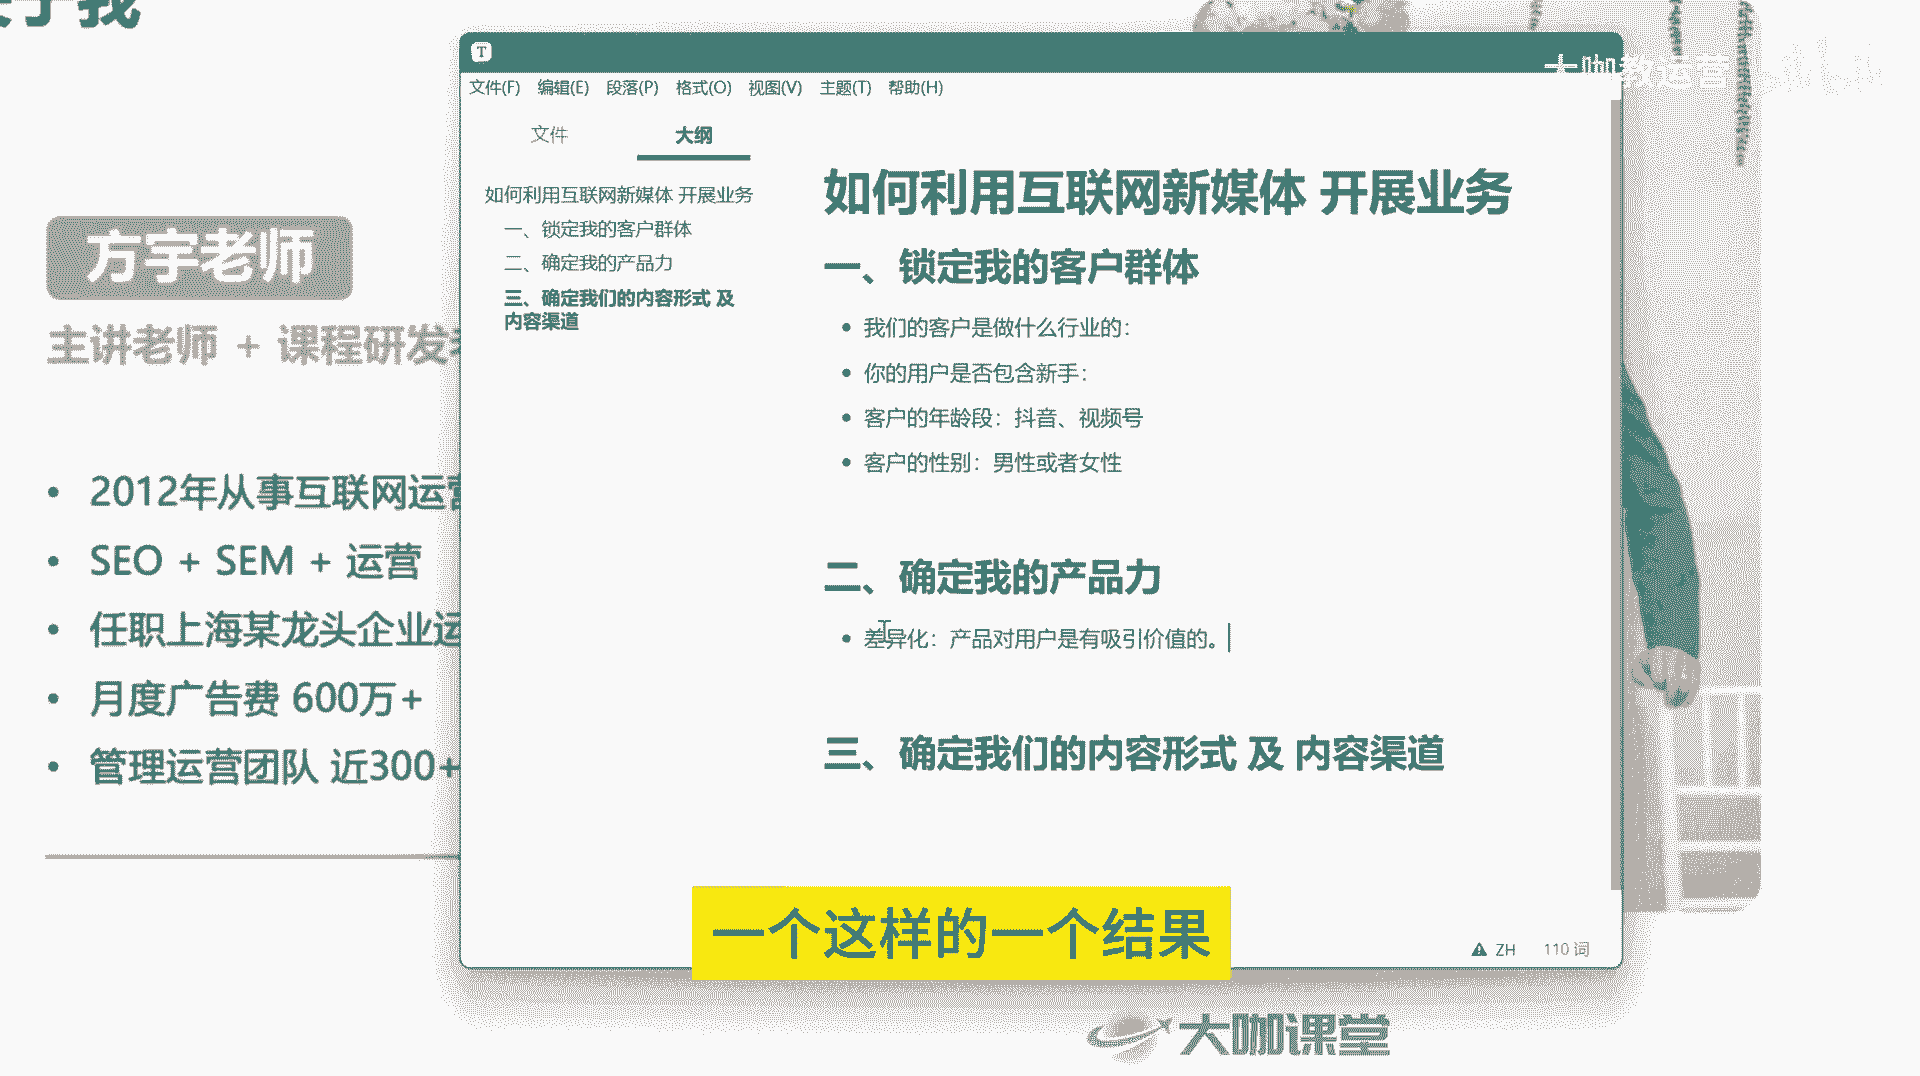 大咖教运营
方宇老师
主讲老师 + 课程研发
2012年从事互联网运营
SEO + SEM + 运营
任职上海某龙头企业运
月度广告费 600万+
管理运营团队 近300+
T
文件(F) 编辑(E) 段落(P) 格式(O) 视图(V) 主题(T) 帮助(H)
文件 大纲
如何利用互联网新媒体 开展业务
一、锁定我的客户群体
二、确定我的产品力
三、确定我们的内容形式 及
内容渠道
如何利用互联网新媒体 开展业务
一、锁定我的客户群体
我们的客户是做什么行业的：
你的用户是否包含新手：
客户的年龄段：抖音、视频号
客户的性别：男性或者女性
二、确定我的产品力
差异化：产品对用户是有吸引价值的。
三、确定我们的内容形式 及 内容渠道
一个这样的一个结果
ZH 110 词
大咖课堂